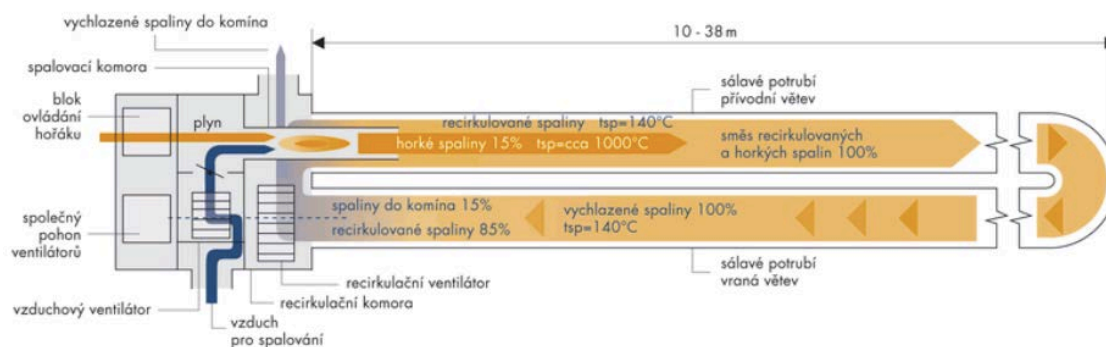 vychlazené spaliny do komína
10 - 38 m
spalovací komora
sálavé potrubí
přívodní větev
blok
ovládání
hořáku
plyn
recirkulované spaliny tsp=140°C
horké spaliny 15% tsp=cca 1000°C
směs recirkulovaných
a horkých spalin 100%
společný
pohon
ventilátorů
spaliny do komína 15%
recirkulované spaliny 85%
vychlazené spaliny 100%
tsp=140°C
sálavé potrubí
vraná větev
recirkulační ventilátor
vzduchový ventilátor
recirkulační komora
vzduch
pro spalování